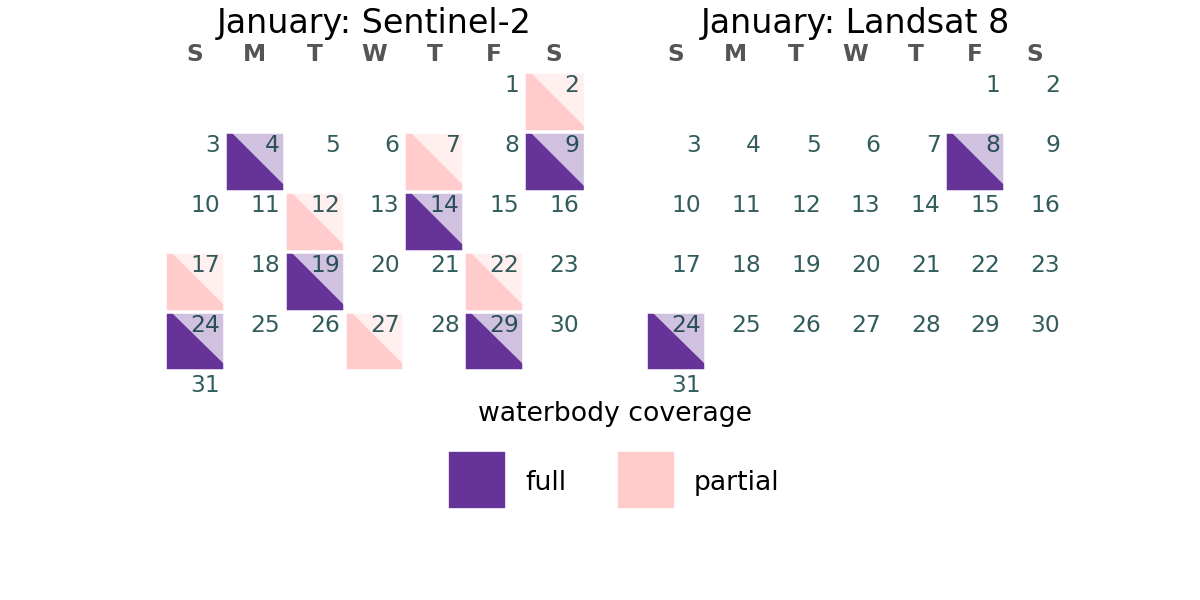 January: Sentinel-2
S M T W T F S
1 2
3 4 5 6 7 8 9
10 11 12 13 14 15 16
17 18 19 20 21 22 23
24 25 26 27 28 29 30
31
January: Landsat 8
S M T W T F S
1 2
3 4 5 6 7 8 9
10 11 12 13 14 15 16
17 18 19 20 21 22 23
24 25 26 27 28 29 30
31
waterbody coverage
full partial